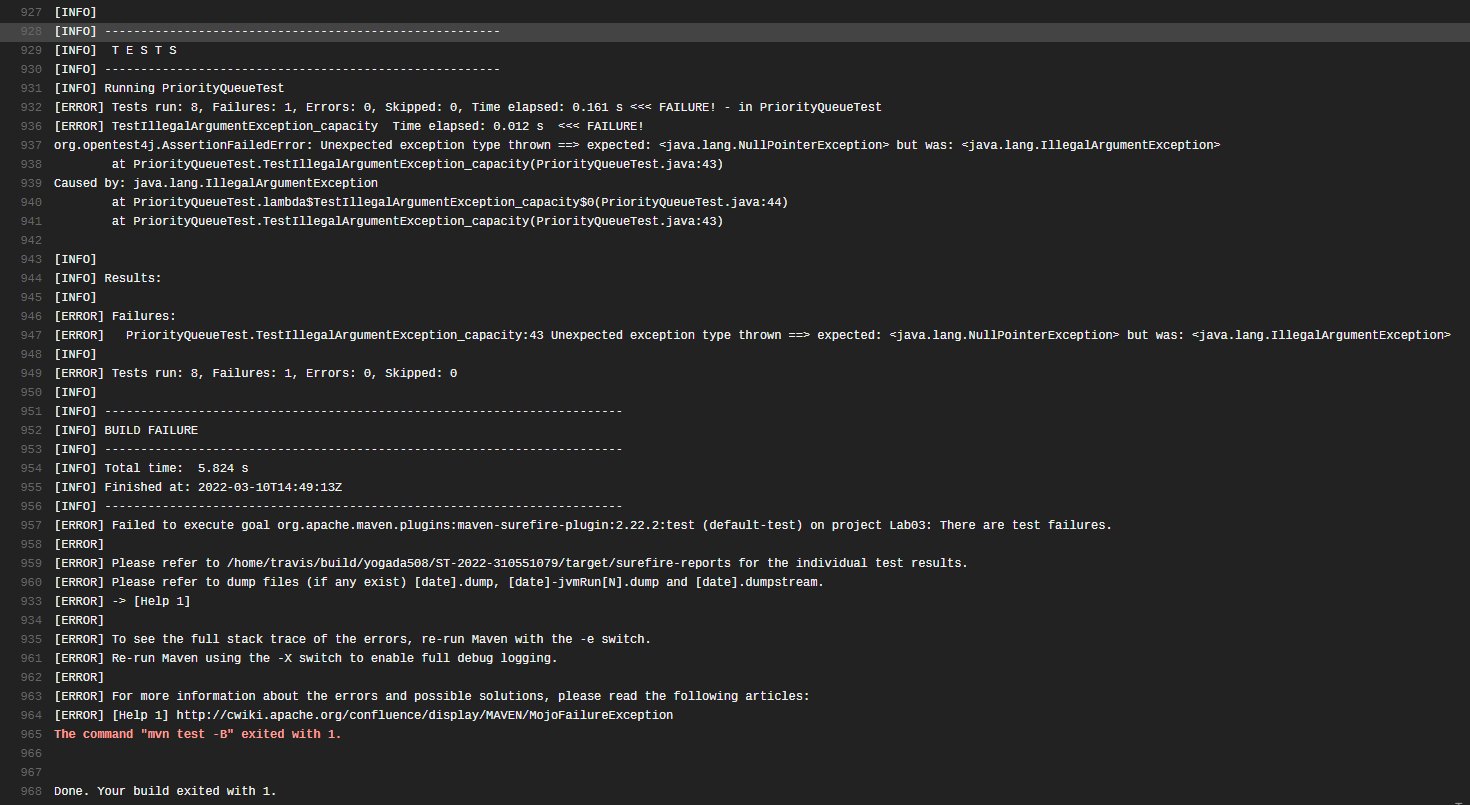 927 [INFO]
928 [INFO] -------------------------------------------------------
929 [INFO]  T E S T S
930 [INFO] -------------------------------------------------------
931 [INFO] Running PriorityQueueTest
932 [ERROR] Tests run: 8, Failures: 1, Errors: 0, Skipped: 0, Time elapsed: 0.161 s <<< FAILURE! - in PriorityQueueTest
936 [ERROR] TestIllegalArgumentException_capacity  Time elapsed: 0.012 s  <<< FAILURE!
937 org.opentest4j.AssertionFailedError: Unexpected exception type thrown ==> expected: <java.lang.NullPointerException> but was: <java.lang.IllegalArgumentException>
938         at PriorityQueueTest.TestIllegalArgumentException_capacity(PriorityQueueTest.java:43)
939 Caused by: java.lang.IllegalArgumentException
940         at PriorityQueueTest.lambda$TestIllegalArgumentException_capacity$0(PriorityQueueTest.java:44)
941         at PriorityQueueTest.TestIllegalArgumentException_capacity(PriorityQueueTest.java:43)
942
943 [INFO]
944 [INFO] Results:
945 [INFO]
946 [ERROR] Failures:
947 [ERROR]   PriorityQueueTest.TestIllegalArgumentException_capacity:43 Unexpected exception type thrown ==> expected: <java.lang.NullPointerException> but was: <java.lang.IllegalArgumentException>
948 [INFO]
949 [ERROR] Tests run: 8, Failures: 1, Errors: 0, Skipped: 0
950 [INFO]
951 [INFO] ------------------------------------------------------------------------
952 [INFO] BUILD FAILURE
953 [INFO] ------------------------------------------------------------------------
954 [INFO] Total time:  5.824 s
955 [INFO] Finished at: 2022-03-10T14:49:13Z
956 [INFO] ------------------------------------------------------------------------
957 [ERROR] Failed to execute goal org.apache.maven.plugins:maven-surefire-plugin:2.22.2:test (default-test) on project Lab03: There are test failures.
958 [ERROR]
959 [ERROR] Please refer to /home/travis/build/yogada508/ST-2022-310551079/target/surefire-reports for the individual test results.
960 [ERROR] Please refer to dump files (if any exist) [date].dump, [date]-jvmRun[N].dump and [date].dumpstream.
933 [ERROR] -> [Help 1]
934 [ERROR]
935 [ERROR] To see the full stack trace of the errors, re-run Maven with the -e switch.
961 [ERROR] Re-run Maven using the -X switch to enable full debug logging.
962 [ERROR]
963 [ERROR] For more information about the errors and possible solutions, please read the following articles:
964 [ERROR] [Help 1] http://cwiki.apache.org/confluence/display/MAVEN/MojoFailureException
965 The command "mvn test -B" exited with 1.
966
967
968 Done. Your build exited with 1.